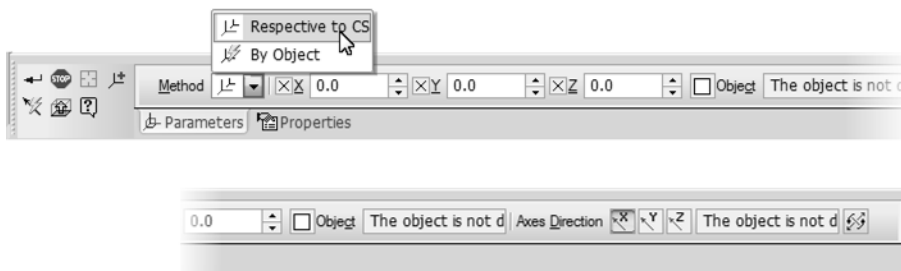 Respective to CS
By Object
STOP Method X 0.0 Y 0.0 Z 0.0 Object The object is not
Parameters Properties
0.0 Object The object is not d Axes Direction X Y Z The object is not d